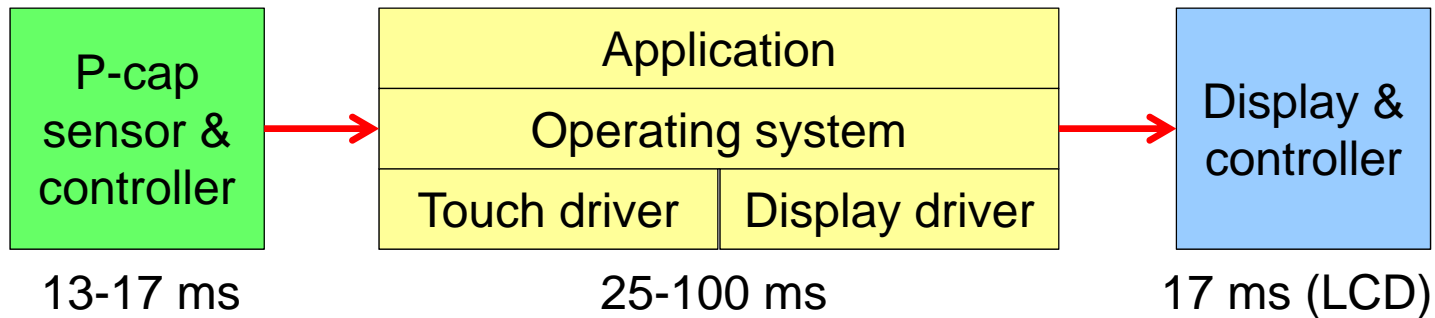 P-cap
sensor &
controller
Application
Operating system
Touch driver
Display driver
Display &
controller
13-17 ms
25-100 ms
17 ms (LCD)